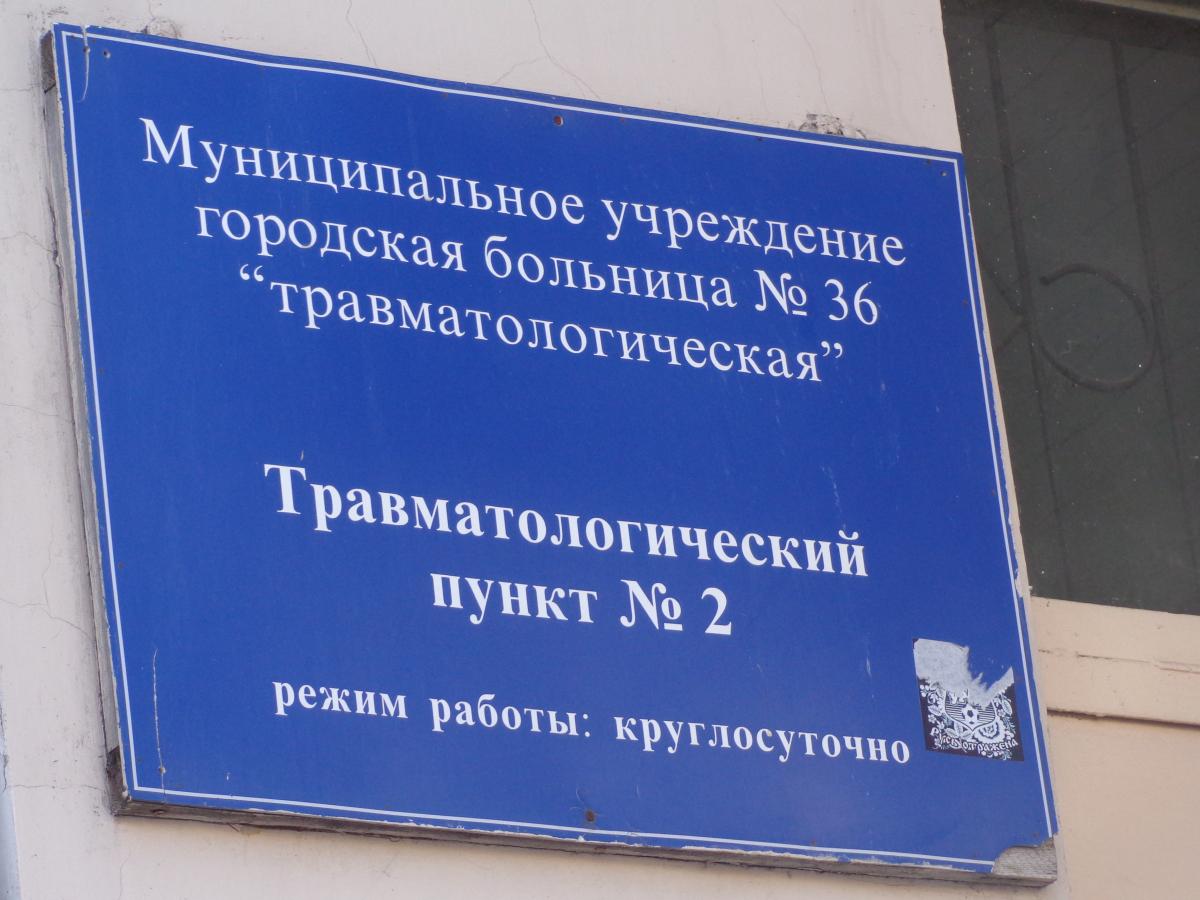 Муниципальное учреждение
городская больница № 36
“травматологическая”
Травматологический
пункт № 2
режим работы: круглосуточно